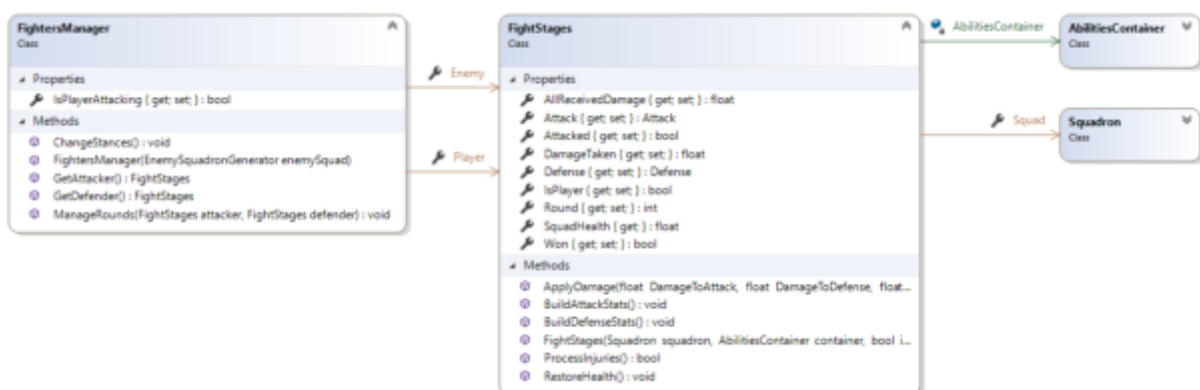 FightersManager
Class
Properties
IsPlayerAttacking { get; set; } : bool
Methods
ChangeStances() : void
FightersManager(EnemySquadronGenerator enemySquad)
GetAttacker() : FightStages
GetDefender() : FightStages
ManageRounds(FightStages attacker, FightStages defender) : void
Enemy
Player
FightStages
Class
Properties
AllReceivedDamage { get; set; } : float
Attack { get; set; } : Attack
Attacked { get; set; } : bool
DamageTaken { get; set; } : float
Defense { get; set; } : Defense
IsPlayer { get; set; } : bool
Round { get; set; } : int
SquadHealth { get; } : float
Won { get; set; } : bool
Methods
ApplyDamage(float DamageToAttack, float DamageToDefense, float...
BuildAttackStats() : void
BuildDefenseStats() : void
FightStages(Squadron squadron, AbilitiesContainer container, bool i...
ProcessInjuries() : bool
RestoreHealth() : void
AbilitiesContainer
Squad
AbilitiesContainer
Class
Squadron
Class